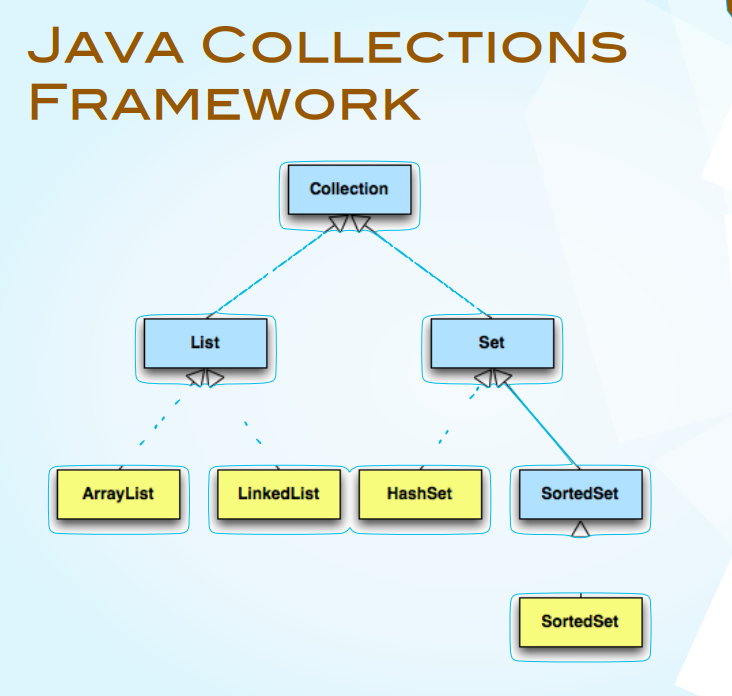 JAVA COLLECTIONS
FRAMEWORK
Collection
List
Set
ArrayList
LinkedList
HashSet
SortedSet
SortedSet